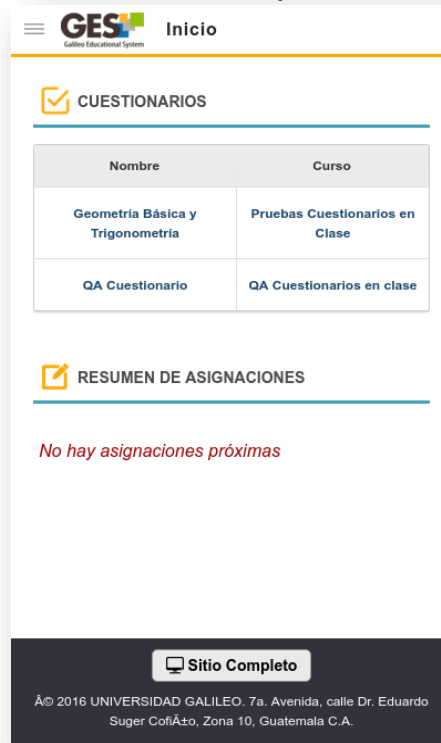 GES
Galileo Educational System
Inicio
CUESTIONARIOS
Nombre Curso
Geometría Básica y
Trigonometría
Pruebas Cuestionarios en
Clase
QA Cuestionario QA Cuestionarios en clase
RESUMEN DE ASIGNACIONES
No hay asignaciones próximas
Sitio Completo
Â© 2016 UNIVERSIDAD GALILEO. 7a. Avenida, calle Dr. Eduardo
Suger CofiÃ±o, Zona 10, Guatemala C.A.